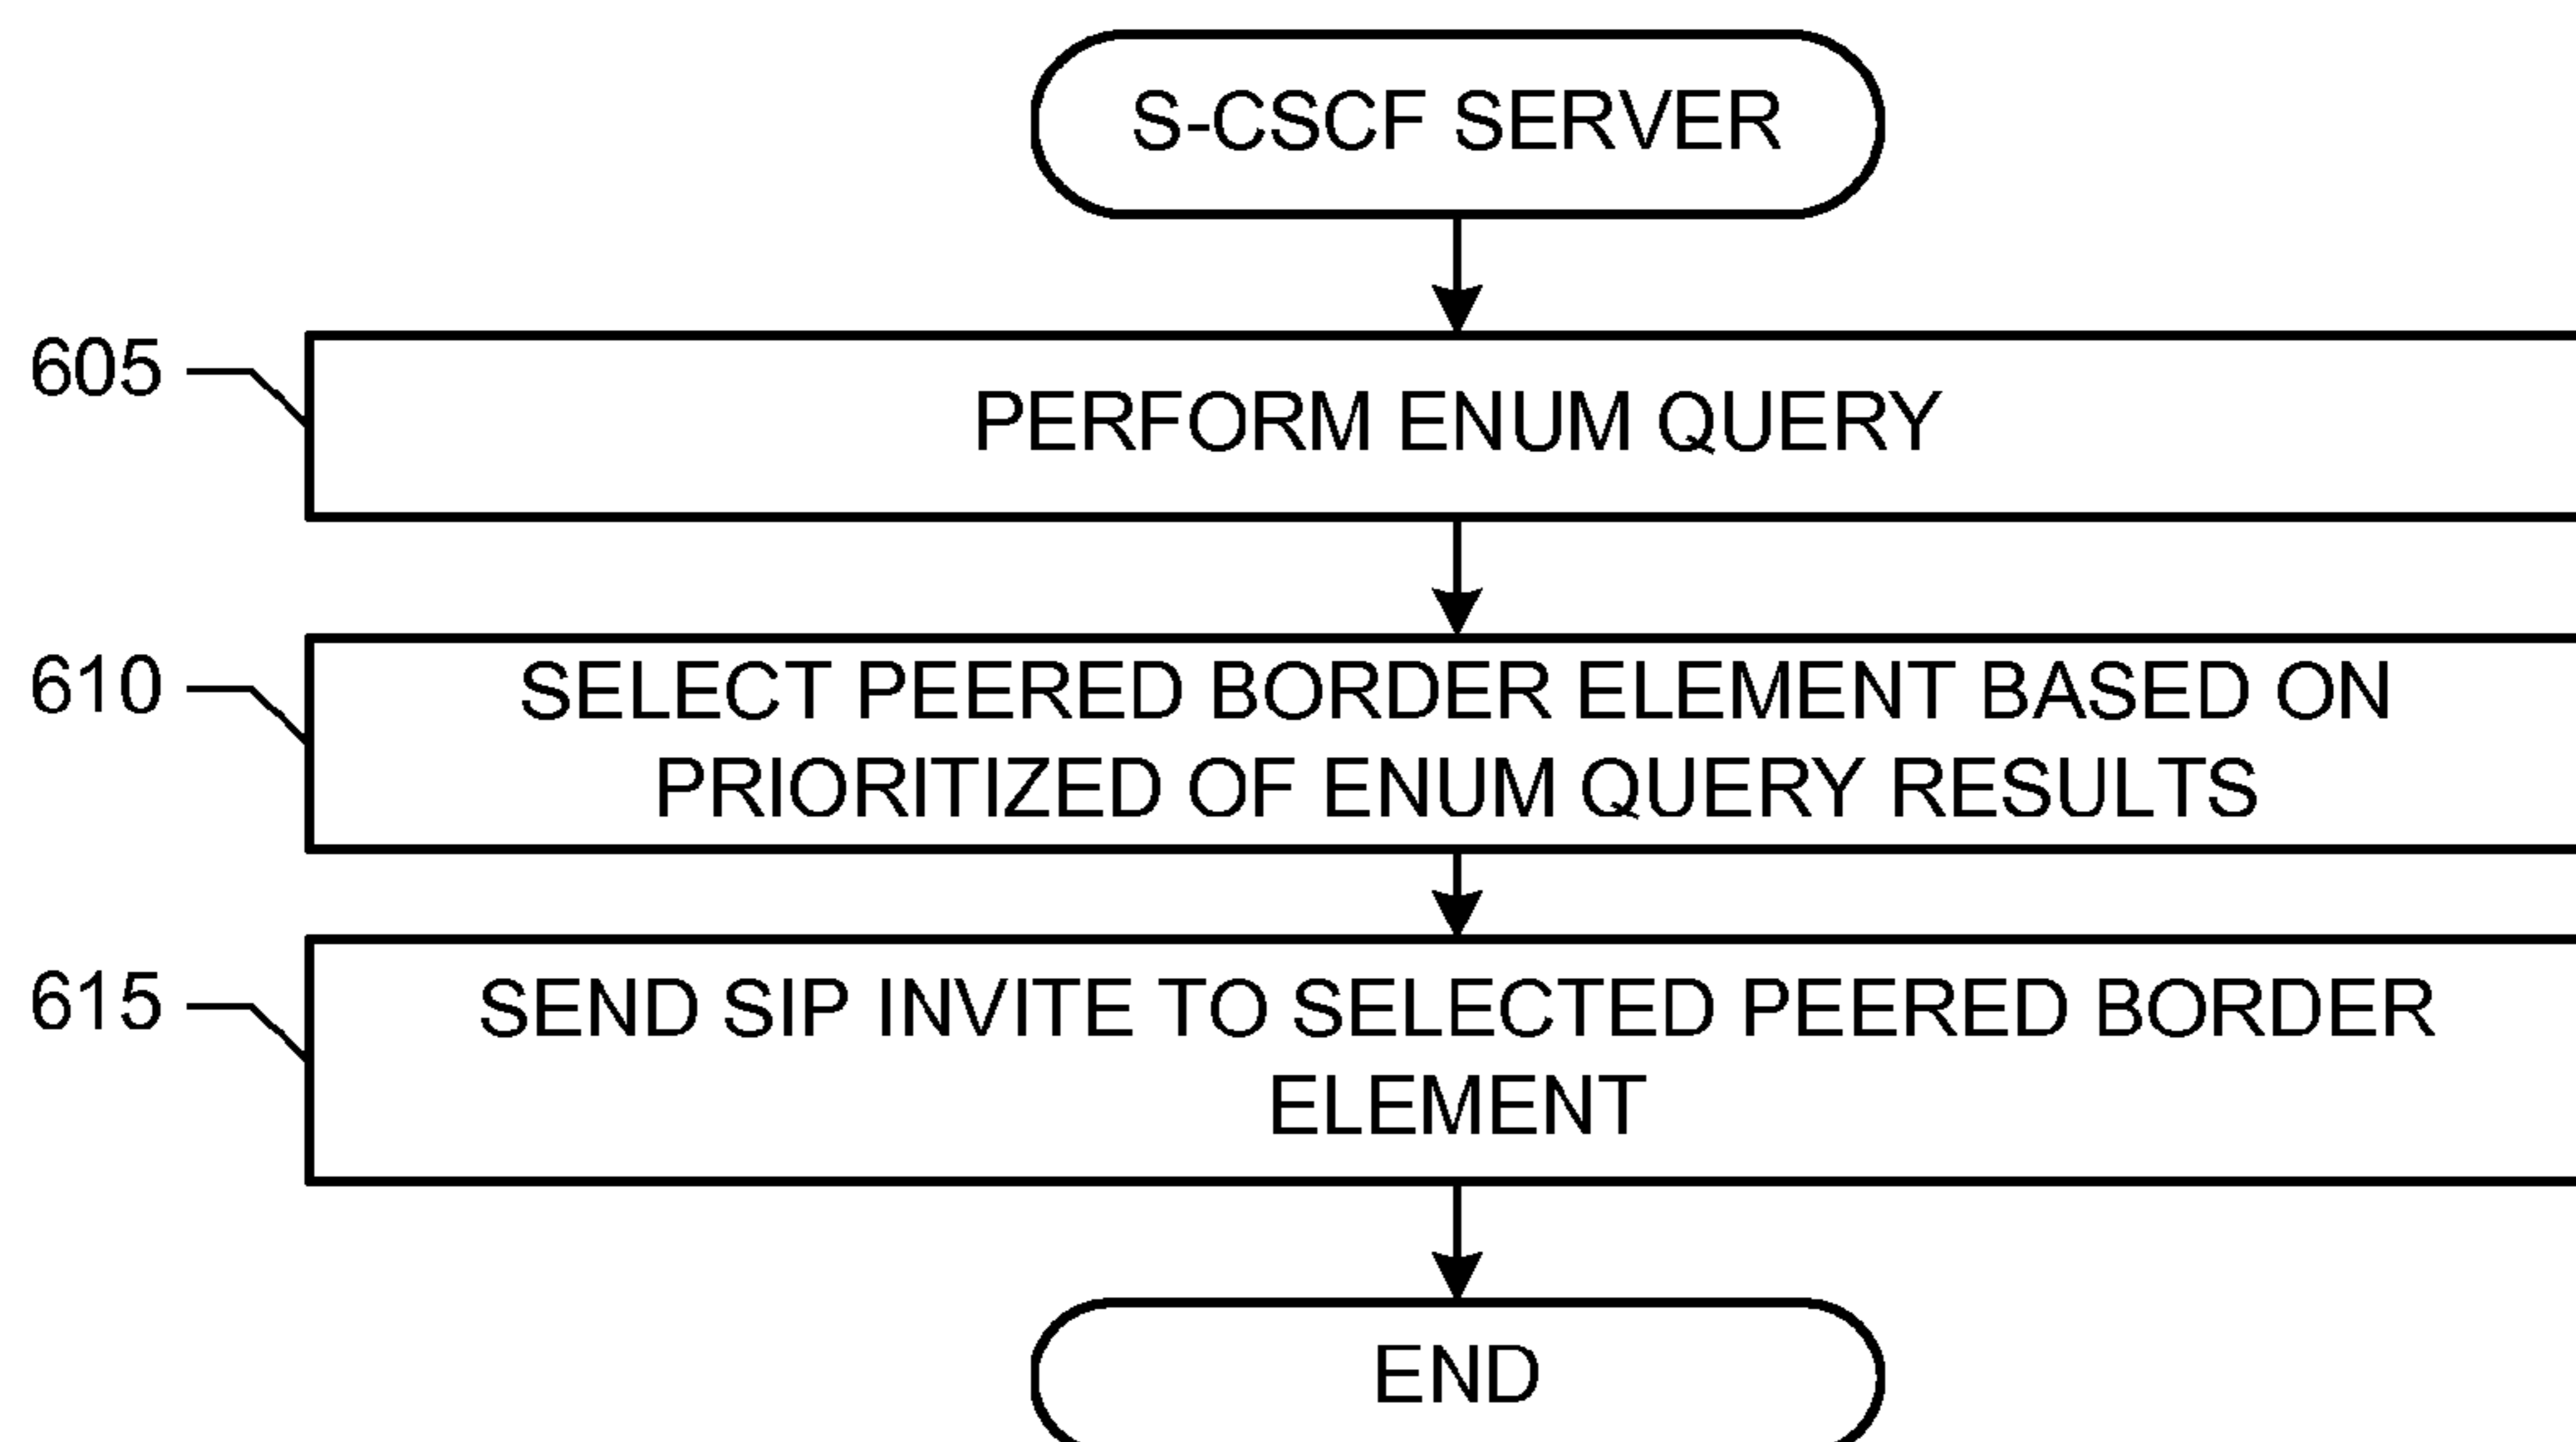 S-CSCF SERVER
605
PERFORM ENUM QUERY
610
SELECT PEERED BORDER ELEMENT BASED ON
PRIORITIZED OF ENUM QUERY RESULTS
615
SEND SIP INVITE TO SELECTED PEERED BORDER
ELEMENT
END